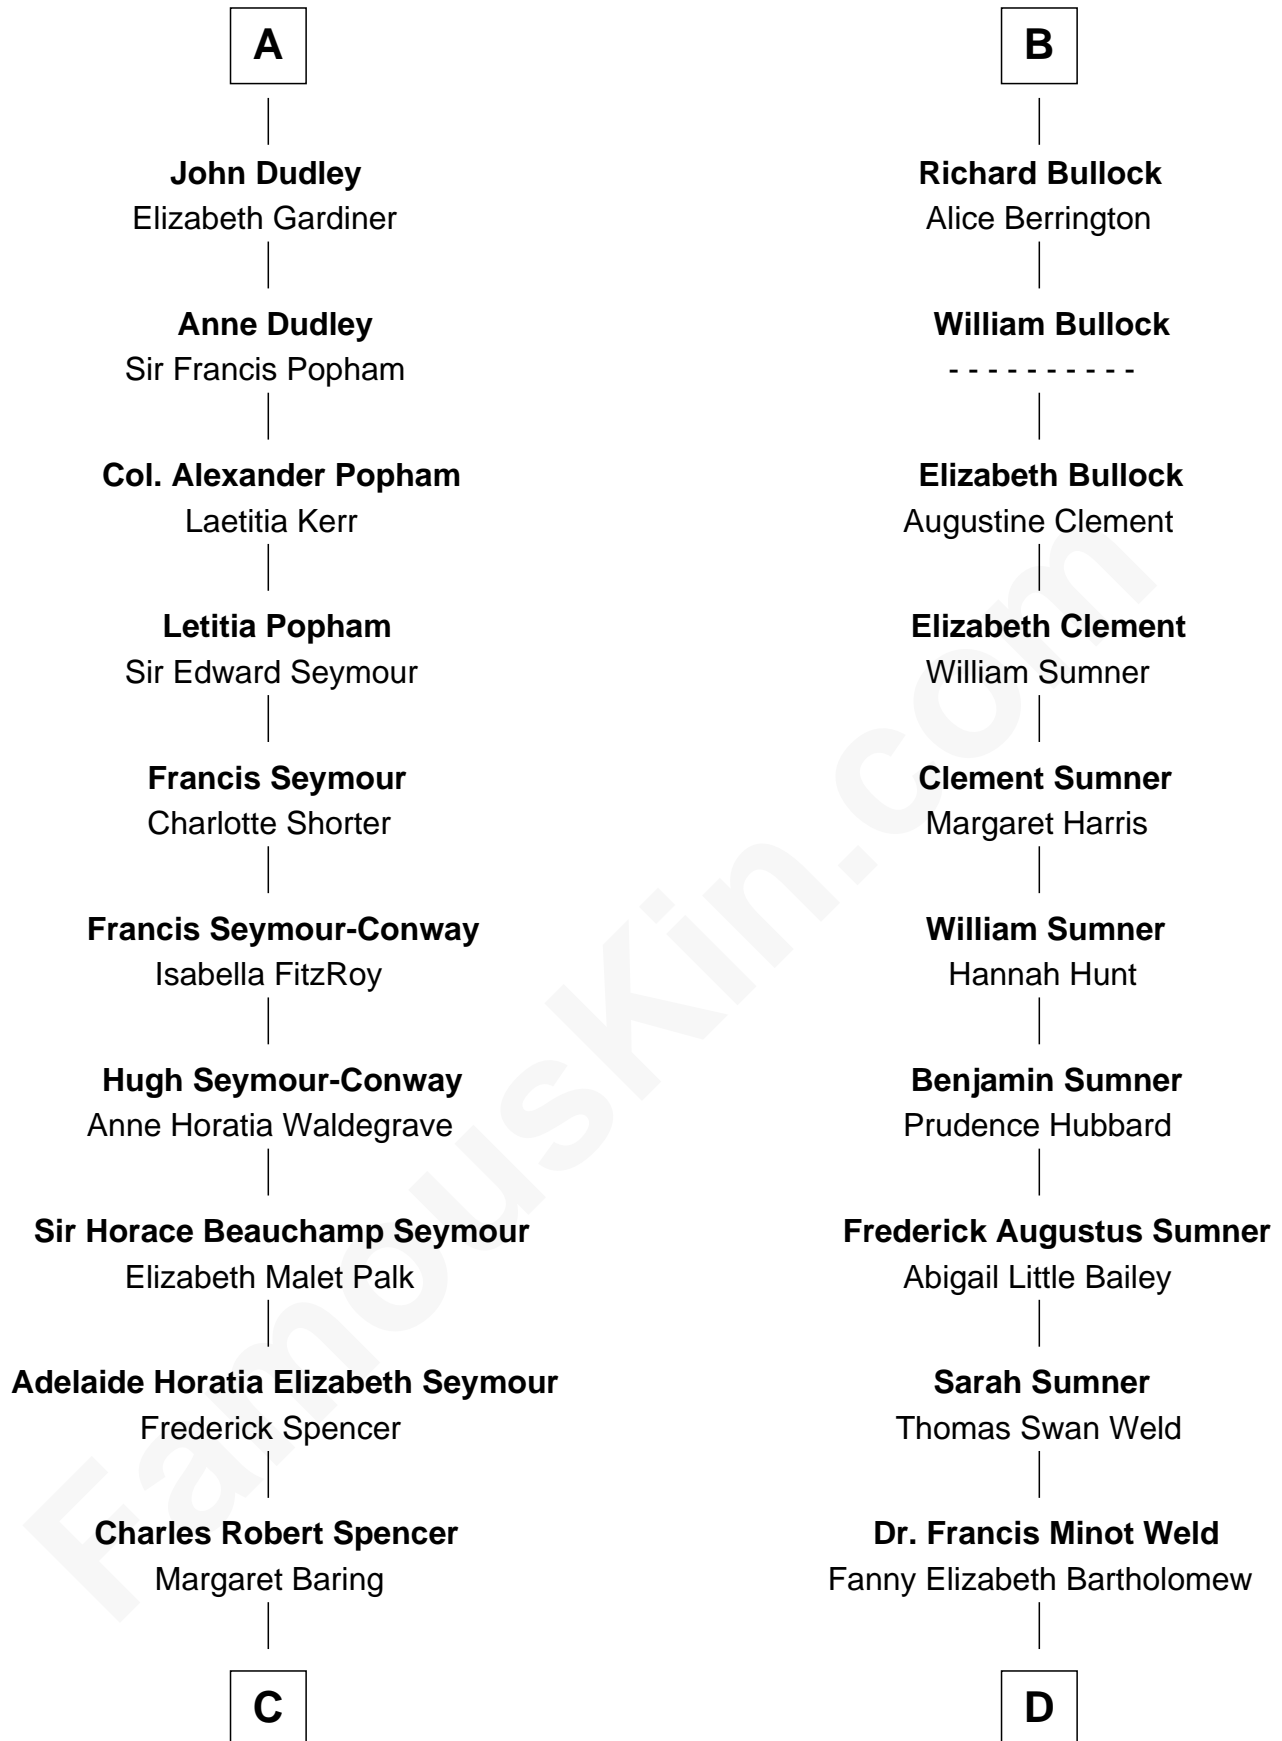 A
John Dudley
Elizabeth Gardiner
Anne Dudley
Sir Francis Popham
Col. Alexander Popham
Laetitia Kerr
Letitia Popham
Sir Edward Seymour
Francis Seymour
Charlotte Shorter
Francis Seymour-Conway
Isabella FitzRoy
Hugh Seymour-Conway
Anne Horatia Waldegrave
Sir Horace Beauchamp Seymour
Elizabeth Malet Palk
Adelaide Horatia Elizabeth Seymour
Frederick Spencer
Charles Robert Spencer
Margaret Baring
C
B
Richard Bullock
Alice Berrington
William Bullock
- - - - - - - - - -
Elizabeth Bullock
Augustine Clement
Elizabeth Clement
William Sumner
Clement Sumner
Margaret Harris
William Sumner
Hannah Hunt
Benjamin Sumner
Prudence Hubbard
Frederick Augustus Sumner
Abigail Little Bailey
Sarah Sumner
Thomas Swan Weld
Dr. Francis Minot Weld
Fanny Elizabeth Bartholomew
D
FamousKin.com